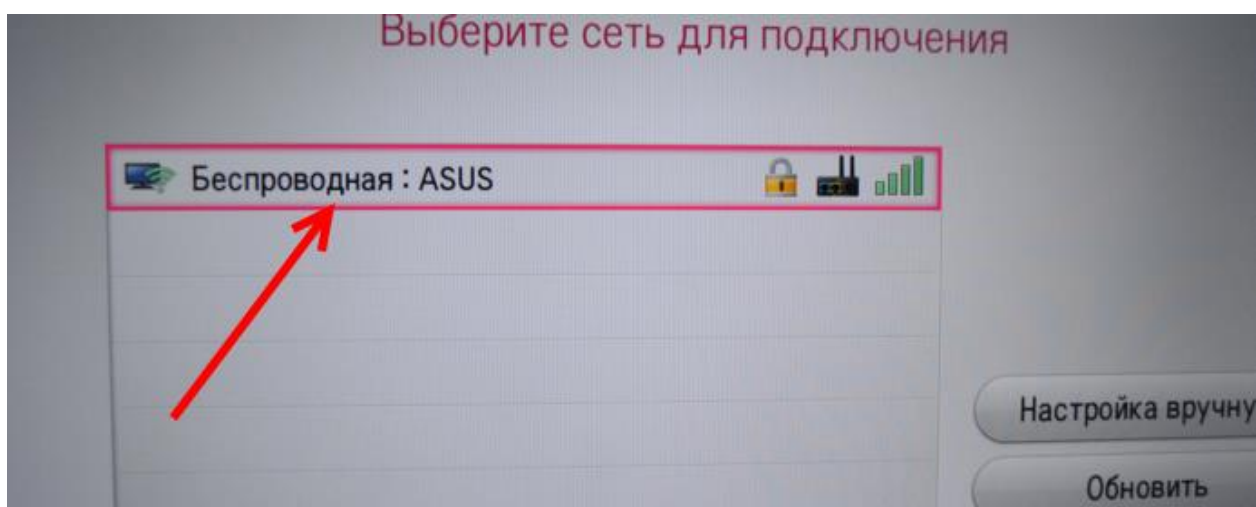 Выберите сеть для подключения
Беспроводная : ASUS
Настройка вручну
Обновить